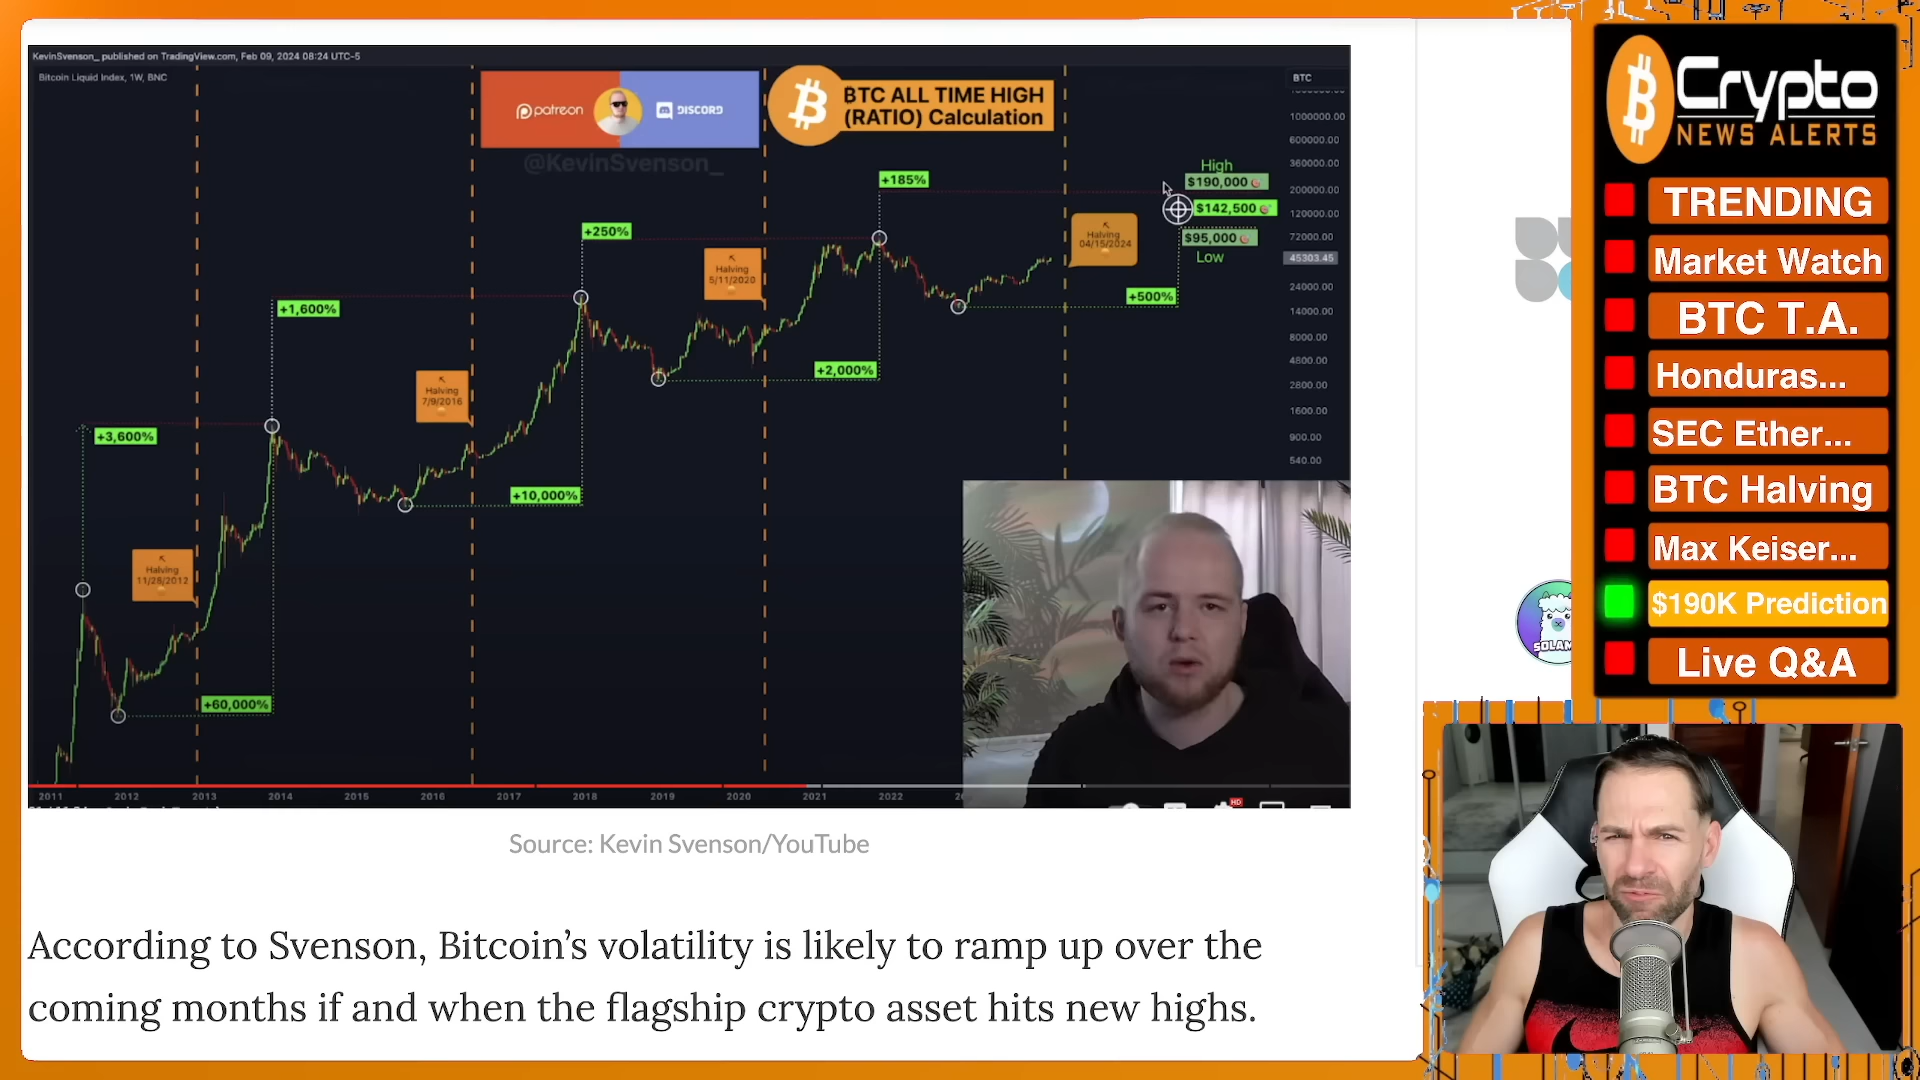 KevinSvenson_ published on TradingView.com, Feb 09, 2024 08:24 UTC-5
Bitcoin Liquid Index, 1W, BNC
patreon
DISCORD
@KevinSvenson_
BTC ALL TIME HIGH
(RATIO) Calculation
BTC
1000000.00
600000.00
360000.00
200000.00
120000.00
72000.00
45303.45
24000.00
14000.00
8000.00
4800.00
2800.00
1600.00
900.00
540.00
High
$190,000
$142,500
$95,000
Low
+185%
+250%
+1,600%
+3,600%
+500%
+2,000%
+10,000%
+60,000%
Halving
04/15/2024
Halving
5/11/2020
Halving
7/9/2016
Halving
11/28/2012
2011 2012 2013 2014 2015 2016 2017 2018 2019 2020 2021 2022
HD
Source: Kevin Svenson/YouTube
According to Svenson, Bitcoin's volatility is likely to ramp up over the
coming months if and when the flagship crypto asset hits new highs.
Crypto
NEWS ALERTS
TRENDING
Market Watch
BTC T.A.
Honduras...
SEC Ether...
BTC Halving
Max Keiser...
$190K Prediction
Live Q&A